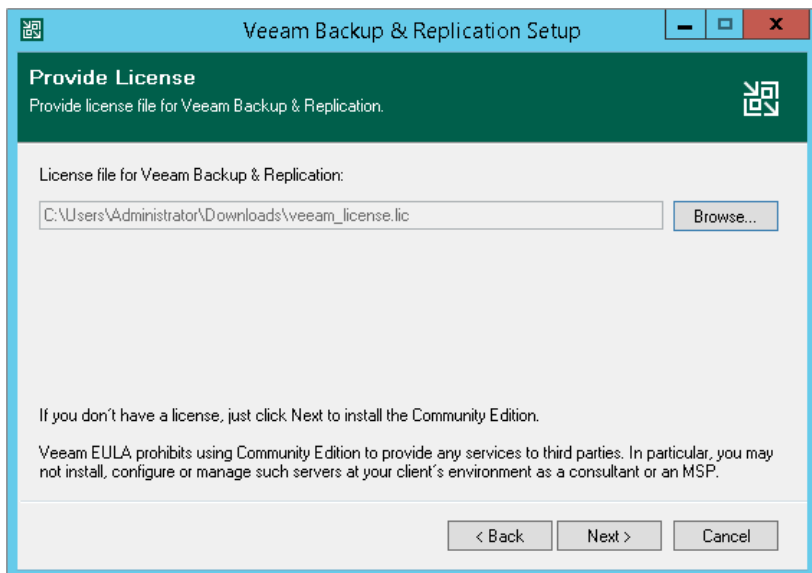 Veeam Backup & Replication Setup
Provide License
Provide license file for Veeam Backup & Replication.
License file for Veeam Backup & Replication:
C:\Users\Administrator\Downloads\veeam_license.lic
Browse...
If you don´t have a license, just click Next to install the Community Edition.
Veeam EULA prohibits using Community Edition to provide any services to third parties. In particular, you may
not install, configure or manage such servers at your client´s environment as a consultant or an MSP.
< Back Next > Cancel